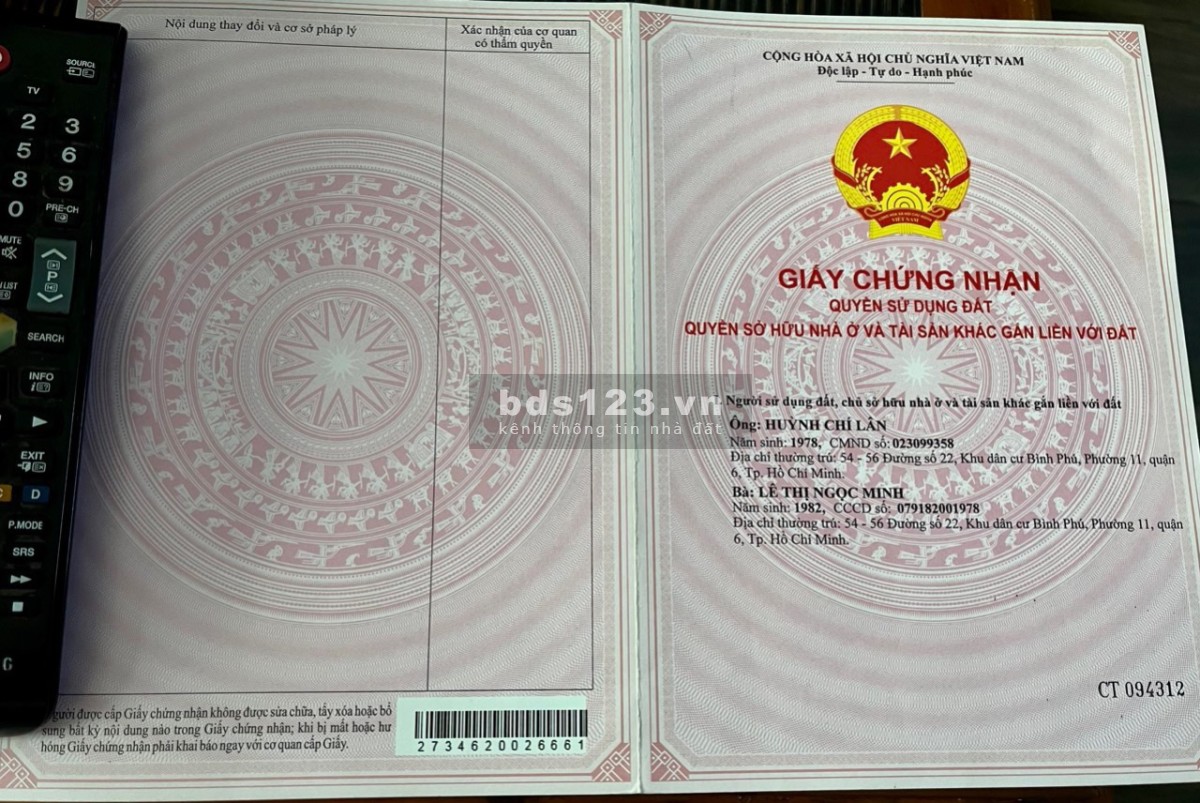 SOURCE
TV
2 3
5 6
8 9
0 PRE-CH
MUTE
P
LIST
SEARCH
INFO
EXIT
C D
P.MODE
SRS
G
Nội dung thay đổi và cơ sở pháp lý
Xác nhận của cơ quan
có thẩm quyền
người được cấp Giấy chứng nhận không được sửa chữa, tẩy xóa hoặc bổ
sung bất kỳ nội dung nào trong Giấy chứng nhận; khi bị mất hoặc hư
hỏng Giấy chứng nhận phải khai báo ngay với cơ quan cấp Giấy.
2734620026661
CỘNG HÒA XÃ HỘI CHỦ NGHĨA VIỆT NAM
Độc lập - Tự do - Hạnh phúc
VIỆT NAM
GIẤY CHỨNG NHẬN
QUYỀN SỬ DỤNG ĐẤT
QUYỀN SỞ HỮU NHÀ Ở VÀ TÀI SẢN KHÁC GẮN LIỀN VỚI ĐẤT
I. Người sử dụng đất, chủ sở hữu nhà ở và tài sản khác gắn liền với đất
Ông: HUỲNH CHÍ LÂN
Năm sinh: 1978, CMND số: 023099358
Địa chỉ thường trú: 54 - 56 Đường số 22, Khu dân cư Bình Phú, Phường 11, quận
6, Tp. Hồ Chí Minh.
Bà: LÊ THỊ NGỌC MINH
Năm sinh: 1982, CCCD số: 079182001978
Địa chỉ thường trú: 54 - 56 Đường số 22, Khu dân cư Bình Phú, Phường 11, quận
6, Tp. Hồ Chí Minh.
CT 094312
bds123.vn
kênh thông tin nhà đất